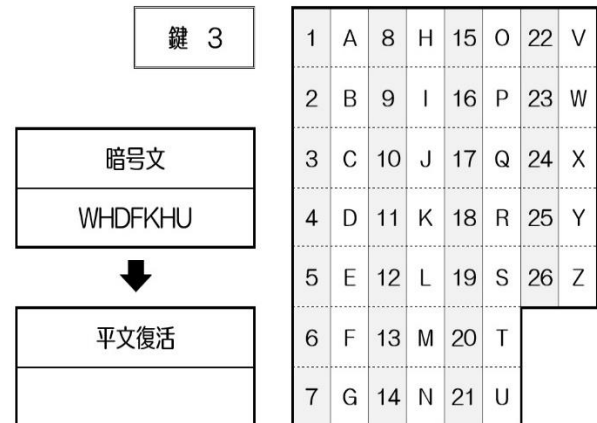 鍵 3
暗号文
WHDFKHU
平文復活
1 A 8 H 15 O 22 V
2 B 9 I 16 P 23 W
3 C 10 J 17 Q 24 X
4 D 11 K 18 R 25 Y
5 E 12 L 19 S 26 Z
6 F 13 M 20 T
7 G 14 N 21 U